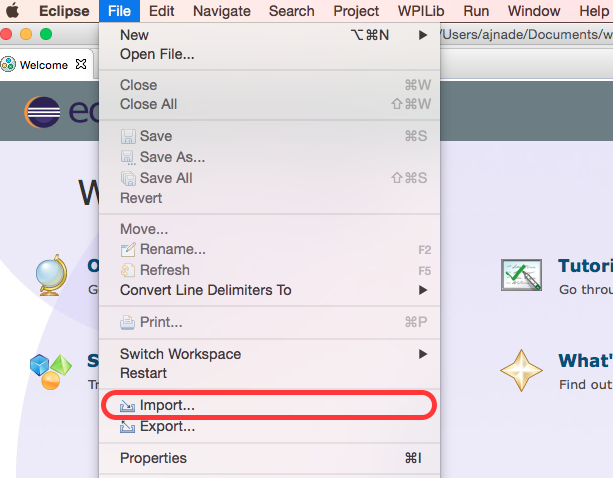 Eclipse File Edit Navigate Search Project WPILib Run Window Help
/Users/ajnade/Documents/w
Welcome
New ⌥⌘N
Open File...
Close ⌘W
Close All ⇧⌘W
Save ⌘S
Save As...
Save All ⇧⌘S
Revert
Move...
Rename... F2
Refresh F5
Convert Line Delimiters To
Print... ⌘P
Switch Workspace
Restart
Import...
Export...
Properties ⌘I
ec
W
O
G
S
Tr
Tutori
Go throu
What'
Find out